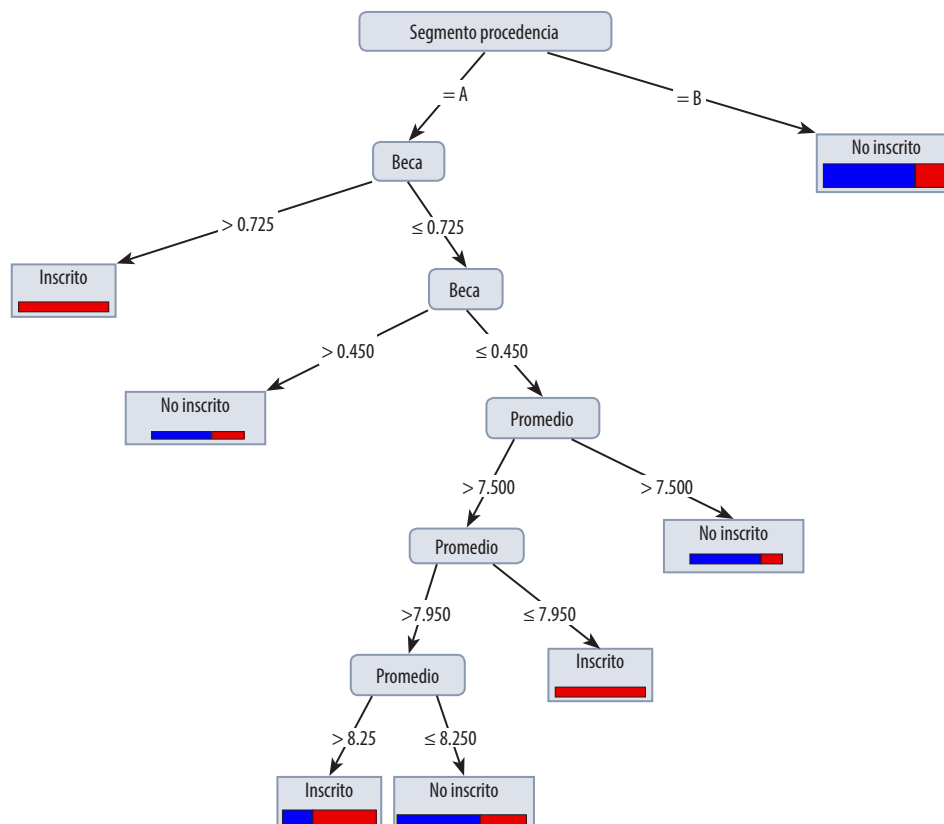 Segmento procedencia
= A
= B
No inscrito
Beca
> 0.725
≤ 0.725
Inscrito
Beca
> 0.450
≤ 0.450
No inscrito
Promedio
> 7.500
> 7.500
No inscrito
Promedio
>7.950
≤ 7.950
Inscrito
Promedio
> 8.25
≤ 8.250
Inscrito
No inscrito